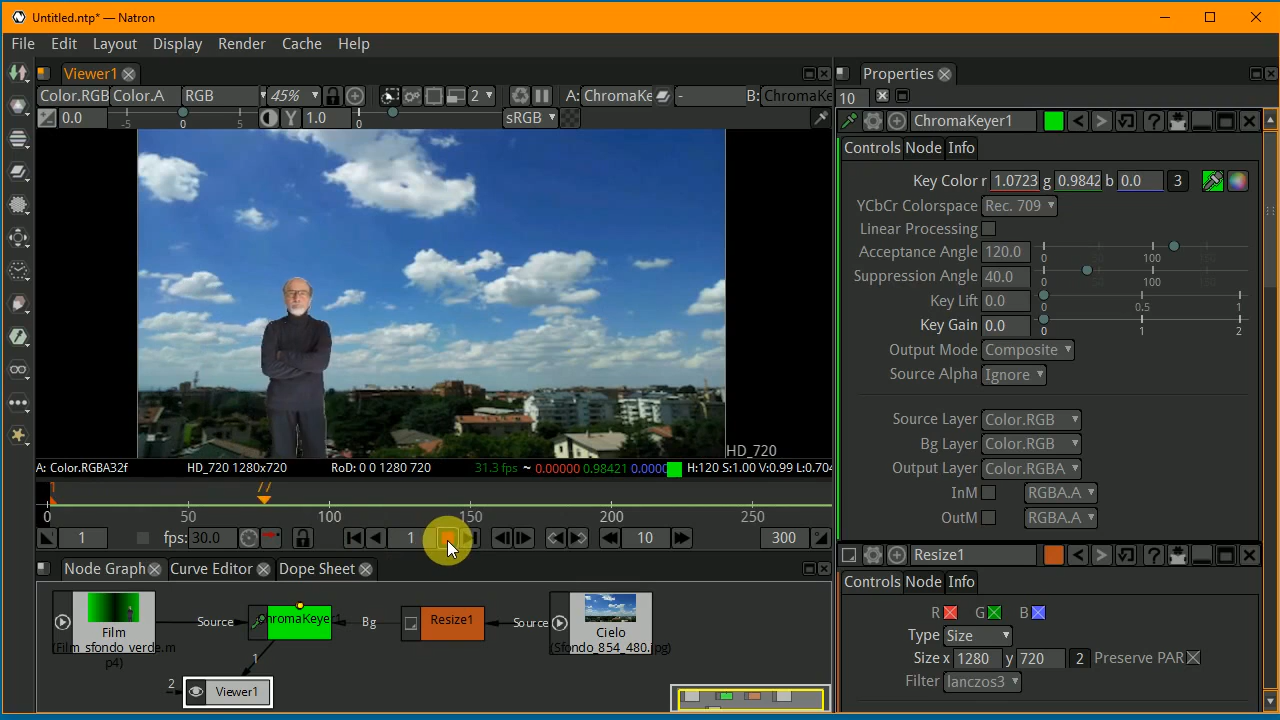 Untitled.ntp* — Natron
File Edit Layout Display Render Cache Help
Viewer1
Color.RGB Color.A RGB 45% 2 A: ChromaKe - B: ChromaKe
0.0 -5 0 5 Y 1.0 0 sRGB
HD_720
A: Color.RGBA32f HD_720 1280x720 RoD: 0 0 1280 720 31.3 fps ~ 0.00000 0.98421 0.0000 H:120 S:1.00 V:0.99 L:0.704
1 77
0 50 100 150 200 250
1 fps: 30.0 1 10 300
Node Graph Curve Editor Dope Sheet
Film
(Film_sfondo_verde.m
p4)
Source
ChromaKeyer1
Bg
Resize1
Source
Cielo
(Sfondo_854_480.jpg)
1
2
Viewer1
Properties
10
ChromaKeyer1
Controls Node Info
Key Color r 1.0723 g 0.9842 b 0.0 3
YCbCr Colorspace Rec. 709
Linear Processing
Acceptance Angle 120.0 0 50 100 150
Suppression Angle 40.0 0 50 100 150
Key Lift 0.0 0 0.5 1
Key Gain 0.0 0 1 2
Output Mode Composite
Source Alpha Ignore
Source Layer Color.RGB
Bg Layer Color.RGB
Output Layer Color.RGBA
InM RGBA.A
OutM RGBA.A
Resize1
Controls Node Info
R G B
Type Size
Size x 1280 y 720 2 Preserve PAR
Filter lanczos3